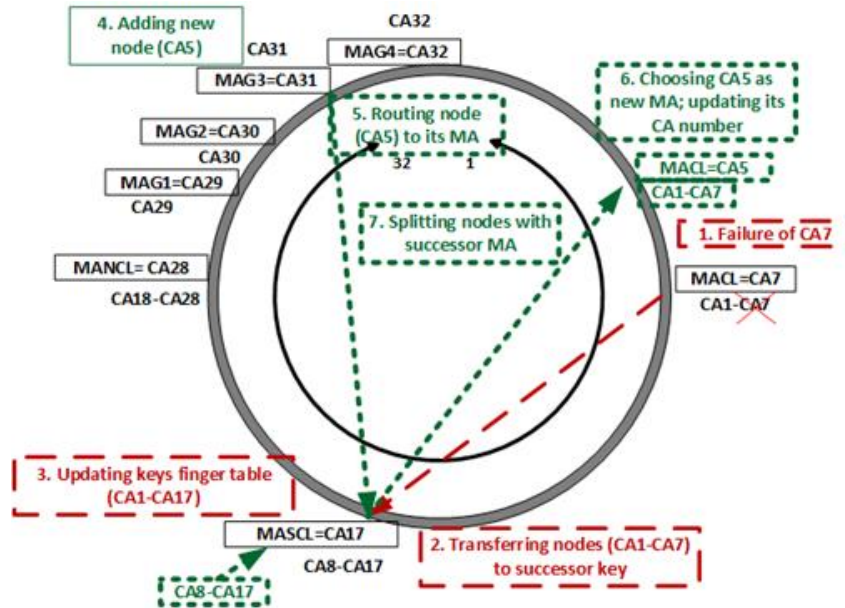 4. Adding new
node (CA5)
CA32
MAG4=CA32
CA31
MAG3=CA31
MAG2=CA30
CA30
MAG1=CA29
CA29
MANCL= CA28
CA18-CA28
5. Routing node
(CA5) to its MA
32 1
7. Splitting nodes with
successor MA
6. Choosing CA5 as
new MA; updating its
CA number
MACL=CA5
CA1-CA7
1. Failure of CA7
MACL=CA7
CA1-CA7
3. Updating keys finger table
(CA1-CA17)
MASCL=CA17
CA8-CA17
CA8-CA17
2. Transferring nodes (CA1-CA7)
to successor key